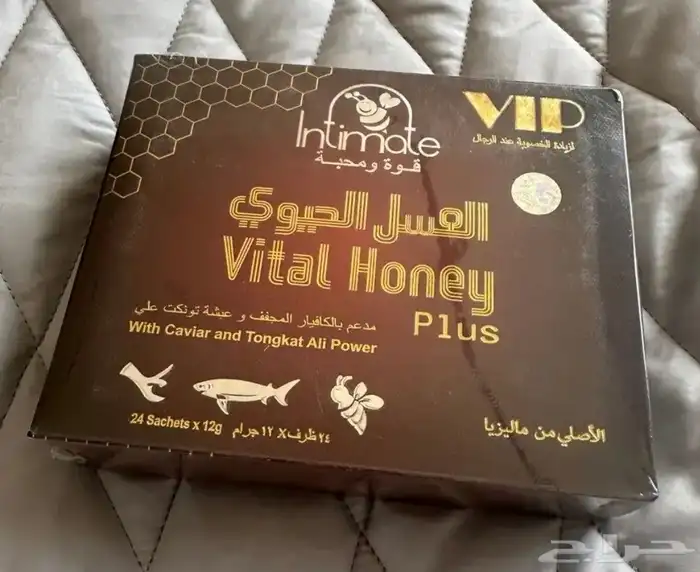 Intimate
قوة ومحبة
VIP
لزيادة الخصوبة عند الرجال
العسل الحيوي
Vital Honey
Plus
مدعم بالكافيار المجفف و عشبة تونكت علي
With Caviar and Tongkat Ali Power
24 Sachets x 12g
٢٤ ظرف X ١٢ جرام
الأصلي من ماليزيا
حراج